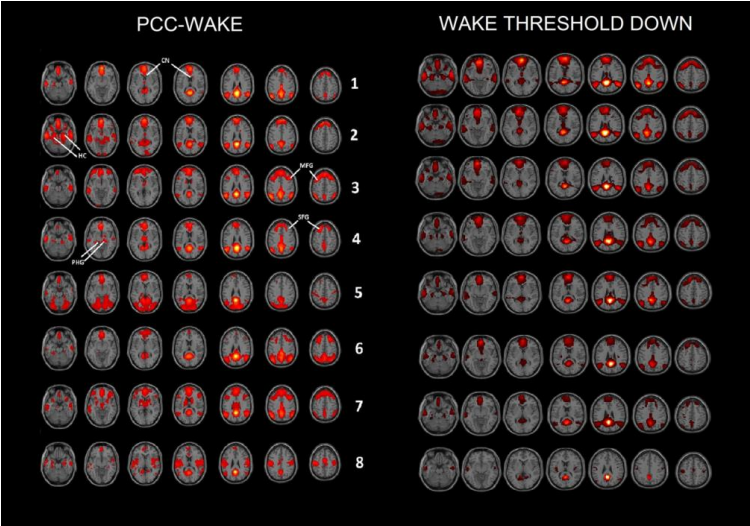 PCC-WAKE
WAKE THRESHOLD DOWN
CN
1
2
HC
MFG
3
SFG
4
PHG
5
6
7
8